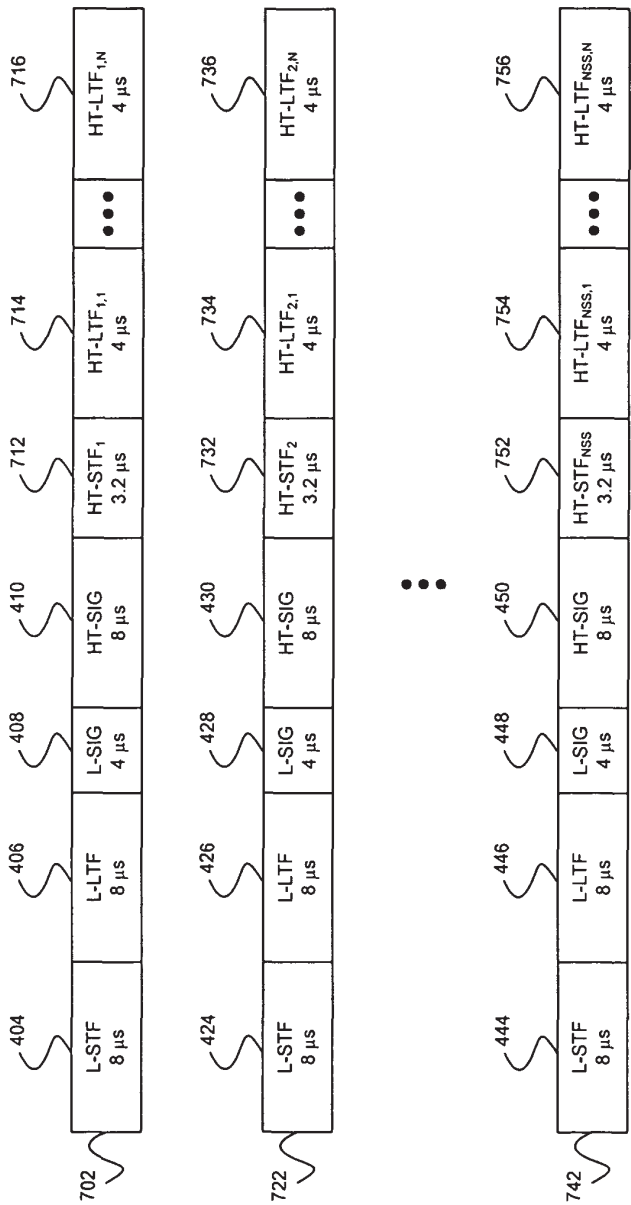 404 406 408 410 712 714 716
702 L-STF 8 μs L-LTF 8 μs L-SIG 4 μs HT-SIG 8 μs HT-STF1 3.2 μs HT-LTF1,1 4 μs ••• HT-LTF1,N 4 μs
424 426 428 430 732 734 736
722 L-STF 8 μs L-LTF 8 μs L-SIG 4 μs HT-SIG 8 μs HT-STF2 3.2 μs HT-LTF2,1 4 μs ••• HT-LTF2,N 4 μs
•••
444 446 448 450 752 754 756
742 L-STF 8 μs L-LTF 8 μs L-SIG 4 μs HT-SIG 8 μs HT-STFNSS 3.2 μs HT-LTFNSS,1 4 μs ••• HT-LTFNSS,N 4 μs